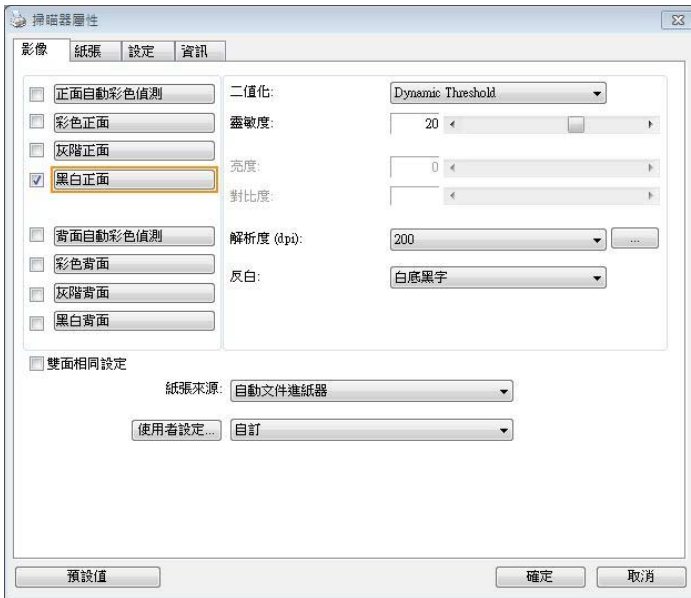 掃瞄器屬性
影像 紙張 設定 資訊
正面自動彩色偵測
彩色正面
灰階正面
黑白正面
背面自動彩色偵測
彩色背面
灰階背面
黑白背面
二值化: Dynamic Threshold
靈敏度: 20
亮度: 0
對比度:
解析度 (dpi): 200 ...
反白: 白底黑字
雙面相同設定
紙張來源: 自動文件進紙器
使用者設定... 自訂
預設值 確定 取消